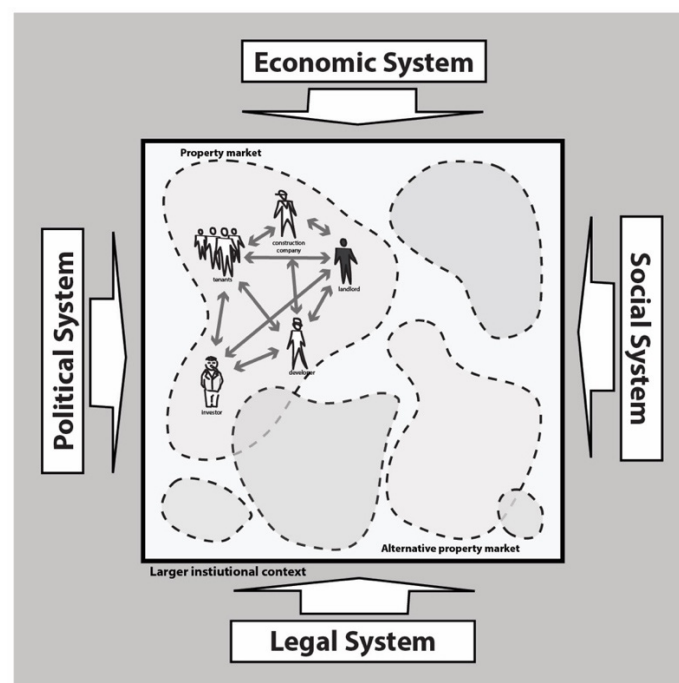 Economic System
Property market
construction
company
tenants
landlord
developer
investor
Political System
Social System
Alternative property market
Larger instiutional context
Legal System